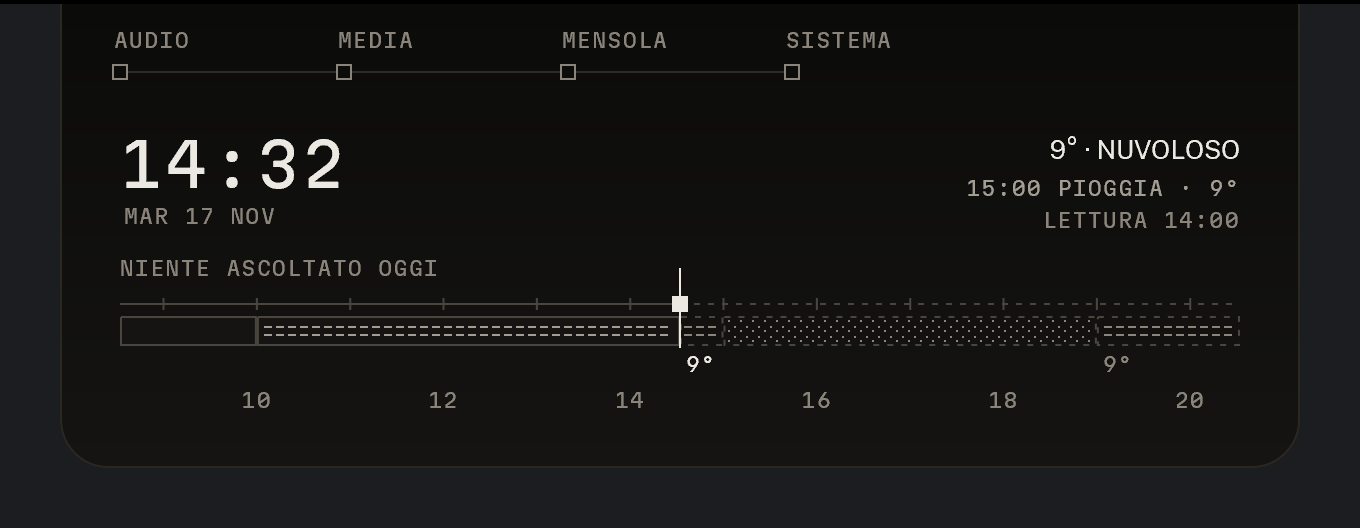 AUDIO MEDIA MENSOLA SISTEMA
14:32
MAR 17 NOV
9° · NUVOLOSO
15:00 PIOGGIA · 9°
LETTURA 14:00
NIENTE ASCOLTATO OGGI
9° 9°
10 12 14 16 18 20